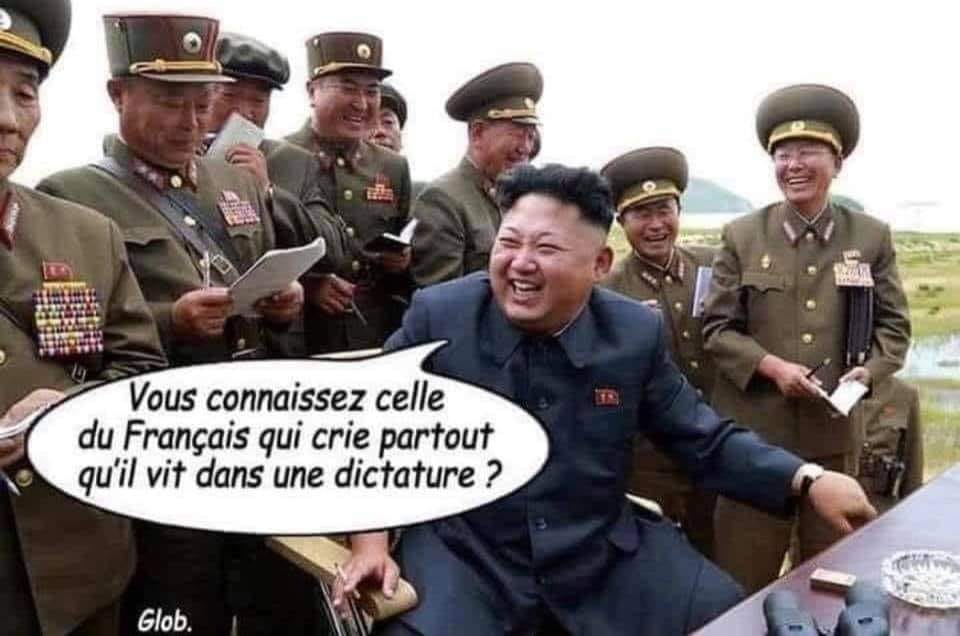 Vous connaissez celle
du Français qui crie partout
qu'il vit dans une dictature ?
Glob.